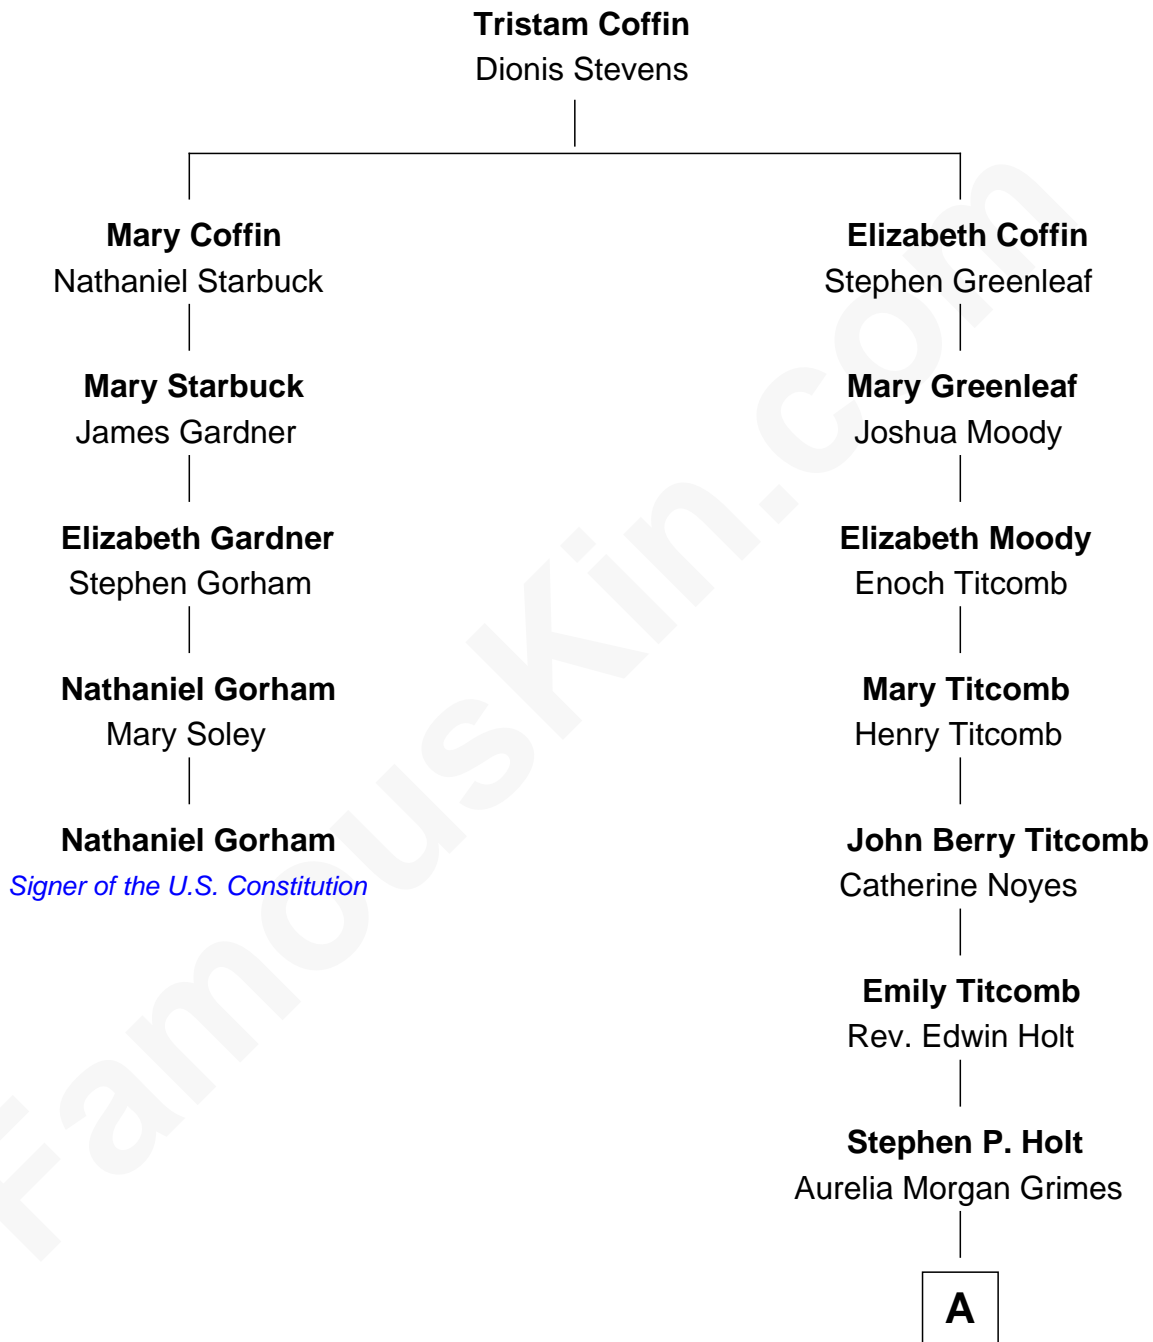 Tristam Coffin
Dionis Stevens
Mary Coffin
Nathaniel Starbuck
Elizabeth Coffin
Stephen Greenleaf
Mary Starbuck
James Gardner
Mary Greenleaf
Joshua Moody
Elizabeth Gardner
Stephen Gorham
Elizabeth Moody
Enoch Titcomb
Nathaniel Gorham
Mary Soley
Mary Titcomb
Henry Titcomb
Nathaniel Gorham
Signer of the U.S. Constitution
John Berry Titcomb
Catherine Noyes
Emily Titcomb
Rev. Edwin Holt
Stephen P. Holt
Aurelia Morgan Grimes
A
FamousKin.com